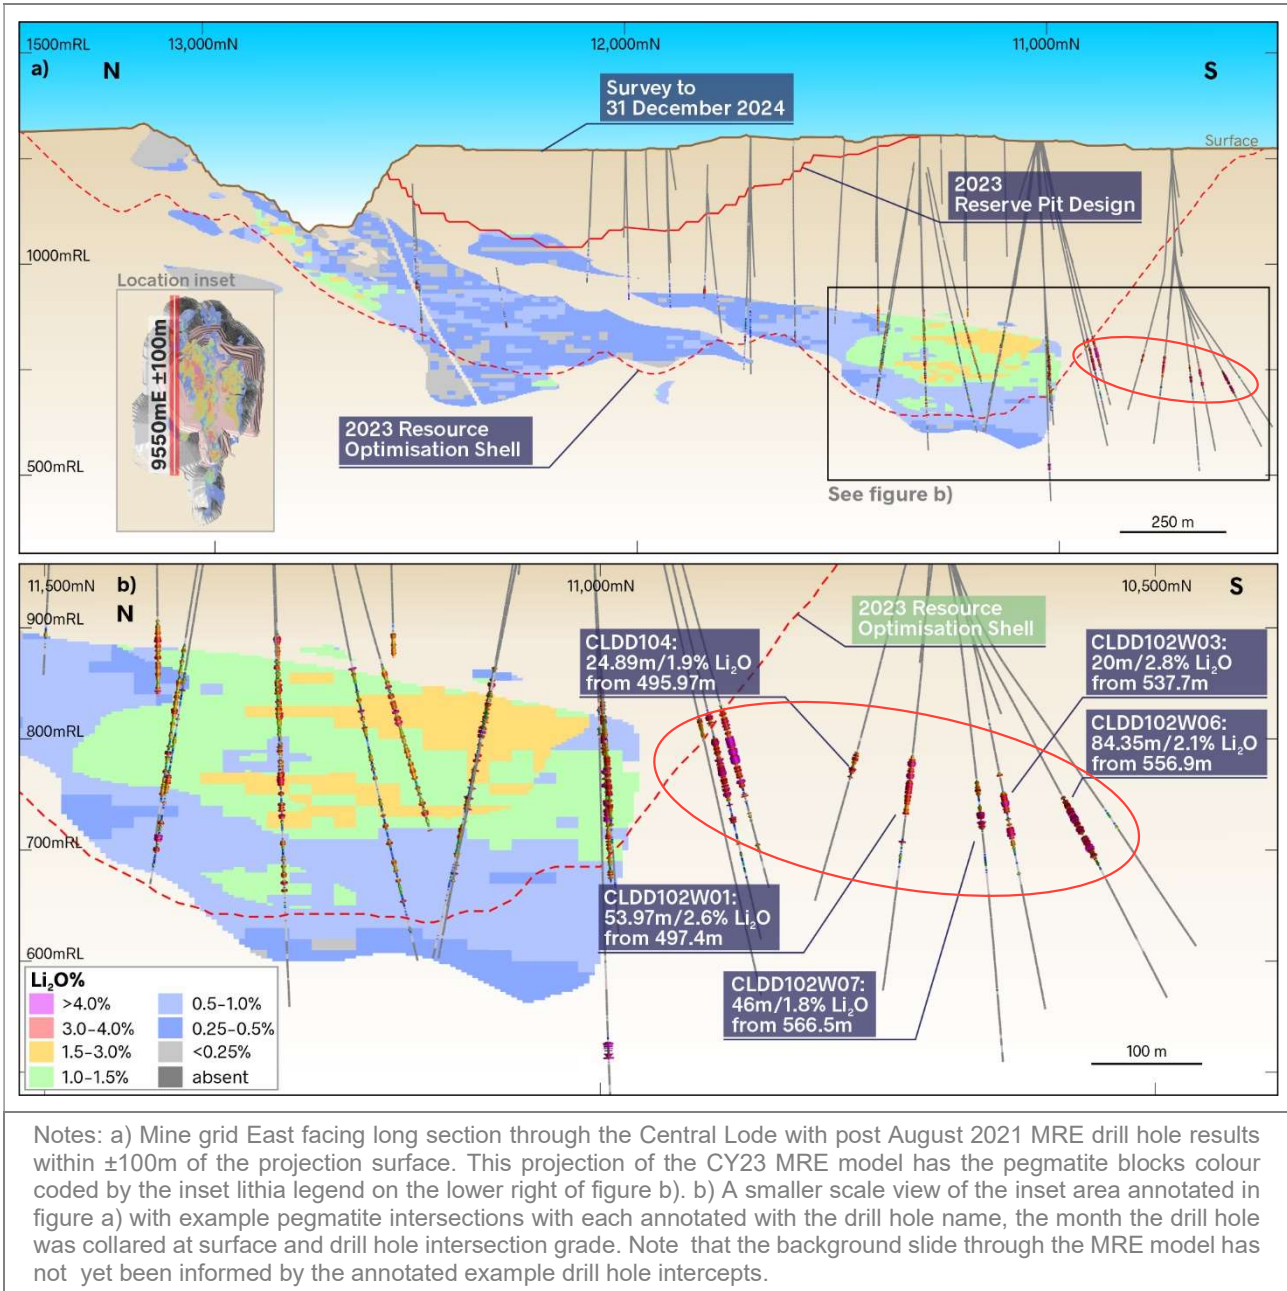 1500mRL
13,000mN
12,000mN
11,000mN
a)
N
S
Survey to
31 December 2024
Surface
2023
Reserve Pit Design
1000mRL
Location inset
9550mE ±100m
2023 Resource
Optimisation Shell
500mRL
See figure b)
250 m
11,500mN
b)
N
11,000mN
10,500mN
S
900mRL
2023 Resource
Optimisation Shell
CLDD104:
24.89m/1.9% Li₂O
from 495.97m
CLDD102W03:
20m/2.8% Li₂O
from 537.7m
CLDD102W06:
84.35m/2.1% Li₂O
from 556.9m
800mRL
700mRL
CLDD102W01:
53.97m/2.6% Li₂O
from 497.4m
600mRL
CLDD102W07:
46m/1.8% Li₂O
from 566.5m
Li₂O%
>4.0%
3.0–4.0%
1.5–3.0%
1.0–1.5%
0.5–1.0%
0.25–0.5%
<0.25%
absent
100 m
Notes: a) Mine grid East facing long section through the Central Lode with post August 2021 MRE drill hole results
within ±100m of the projection surface. This projection of the CY23 MRE model has the pegmatite blocks colour
coded by the inset lithia legend on the lower right of figure b). b) A smaller scale view of the inset area annotated in
figure a) with example pegmatite intersections with each annotated with the drill hole name, the month the drill hole
was collared at surface and drill hole intersection grade. Note that the background slide through the MRE model has
not yet been informed by the annotated example drill hole intercepts.